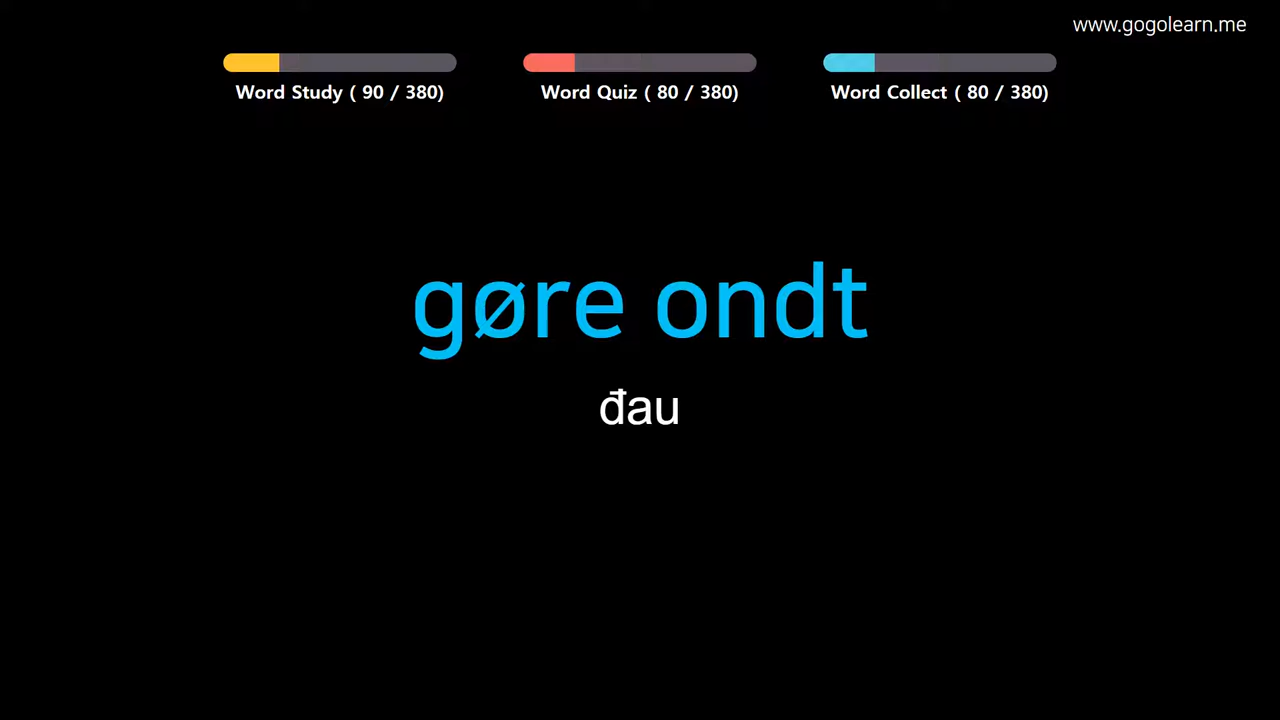 www.gogolearn.me
Word Study ( 90 / 380)
Word Quiz ( 80 / 380)
Word Collect ( 80 / 380)
gøre ondt
đau